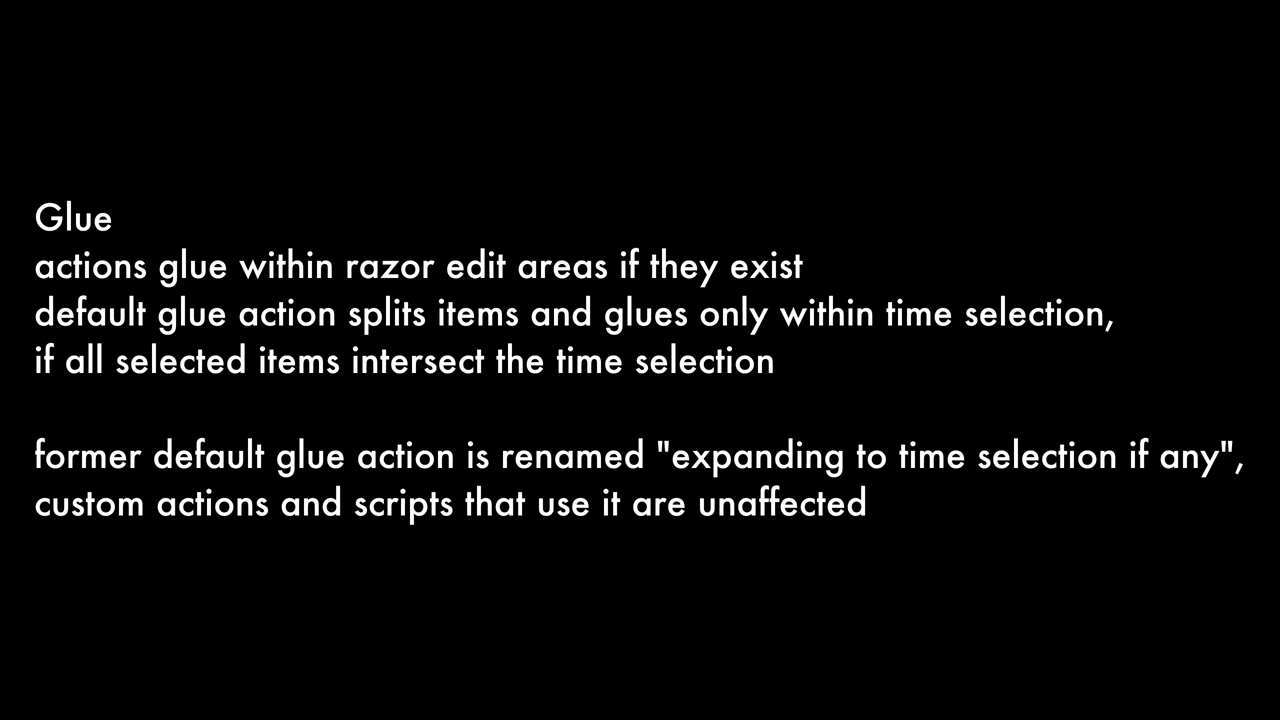 Glue
actions glue within razor edit areas if they exist
default glue action splits items and glues only within time selection,
if all selected items intersect the time selection
former default glue action is renamed "expanding to time selection if any",
custom actions and scripts that use it are unaffected